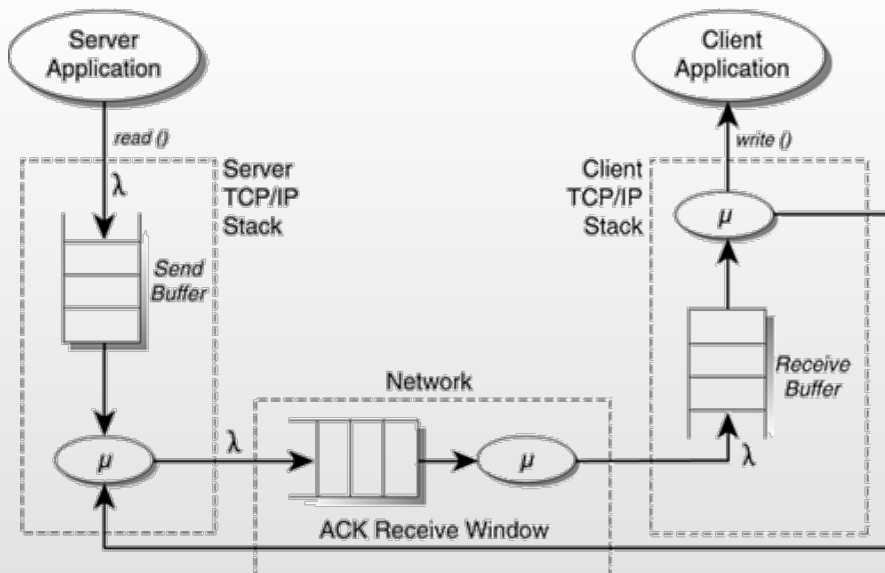 Server
Application
Client
Application
read ()
write ()
Server
TCP/IP
Stack
Client
TCP/IP
Stack
λ
μ
Send
Buffer
Receive
Buffer
Network
μ
λ
μ
λ
ACK Receive Window